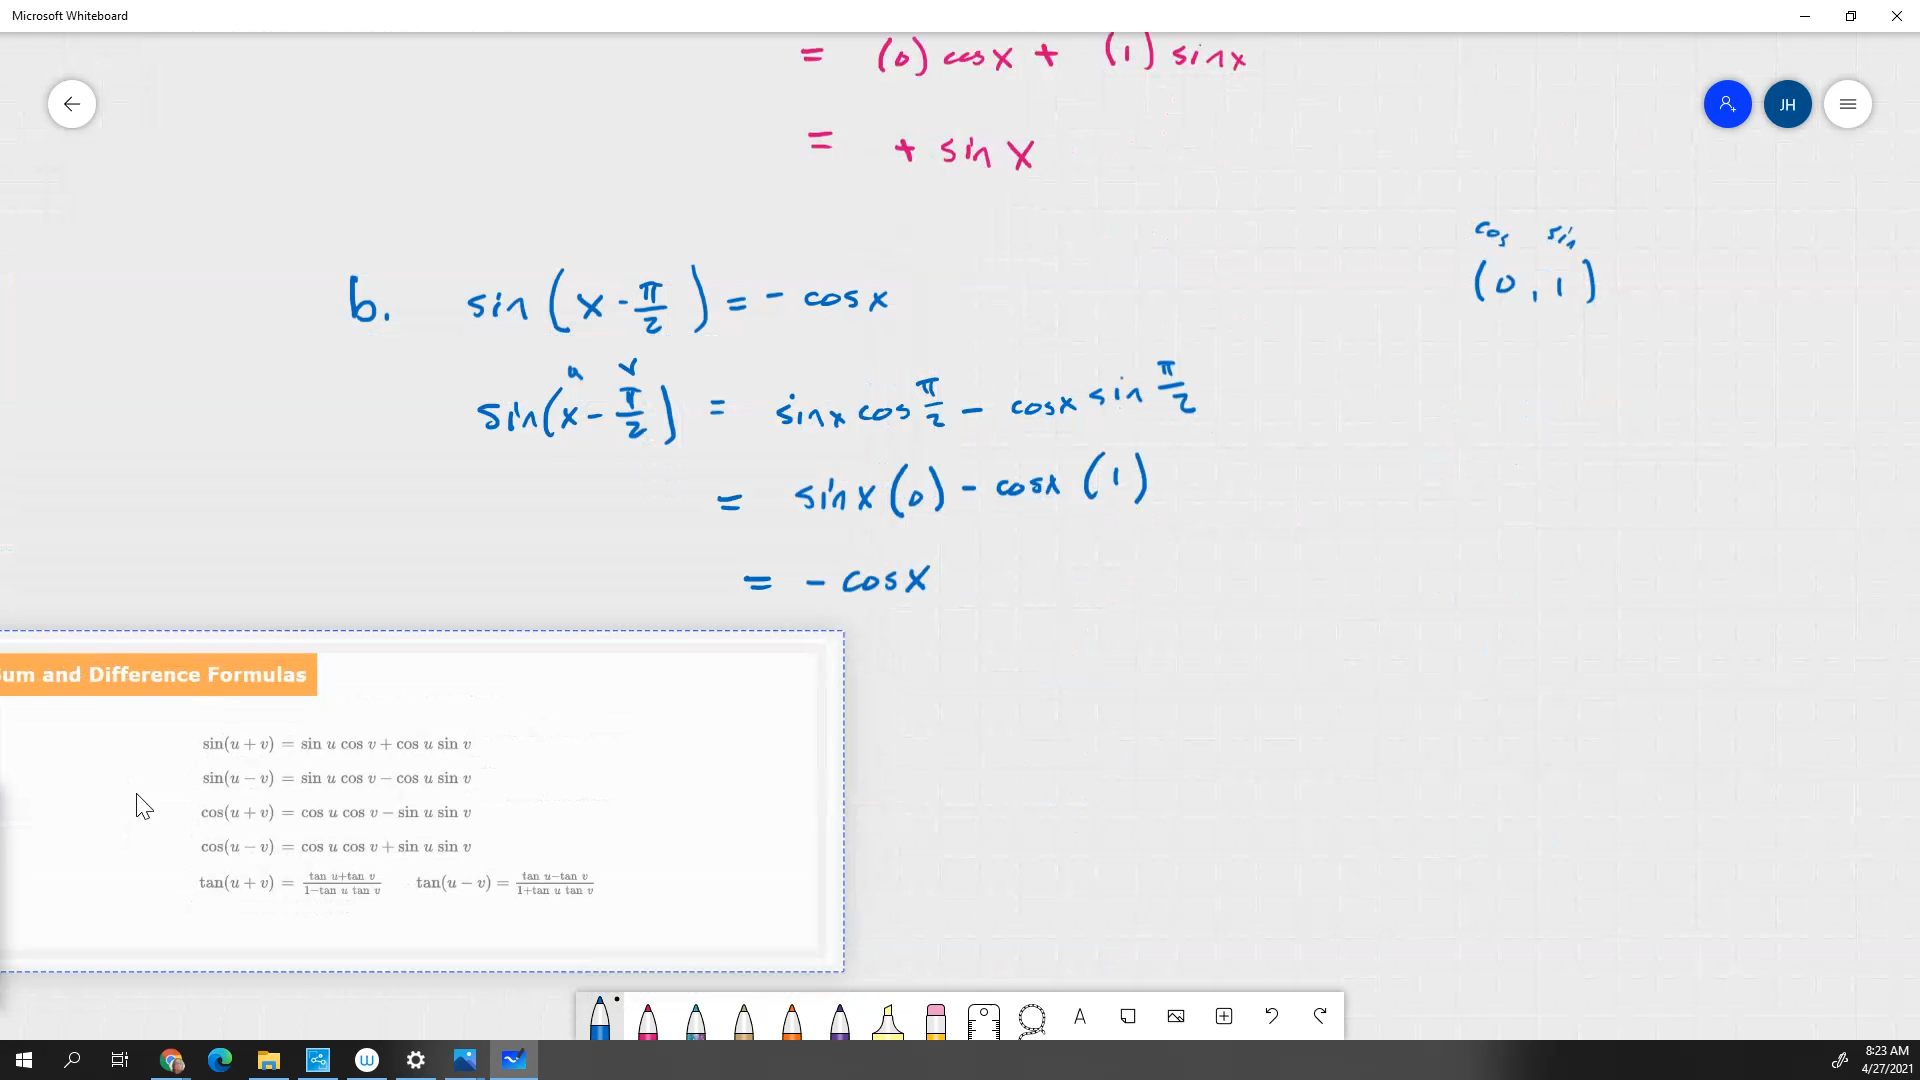 Microsoft Whiteboard
= (0) cos x + (1) sin x
= + sin x
JH
cos sin
(0, 1)
b. sin (x - π/2) = - cos x
u v
sin(x - π/2) = sin x cos π/2 - cos x sin π/2
= sin x (0) - cos x (1)
= - cos x
Sum and Difference Formulas
sin(u + v) = sin u cos v + cos u sin v
sin(u − v) = sin u cos v − cos u sin v
cos(u + v) = cos u cos v − sin u sin v
cos(u − v) = cos u cos v + sin u sin v
tan(u + v) = tan u+tan v / 1−tan u tan v tan(u − v) = tan u−tan v / 1+tan u tan v
A
8:23 AM
4/27/2021